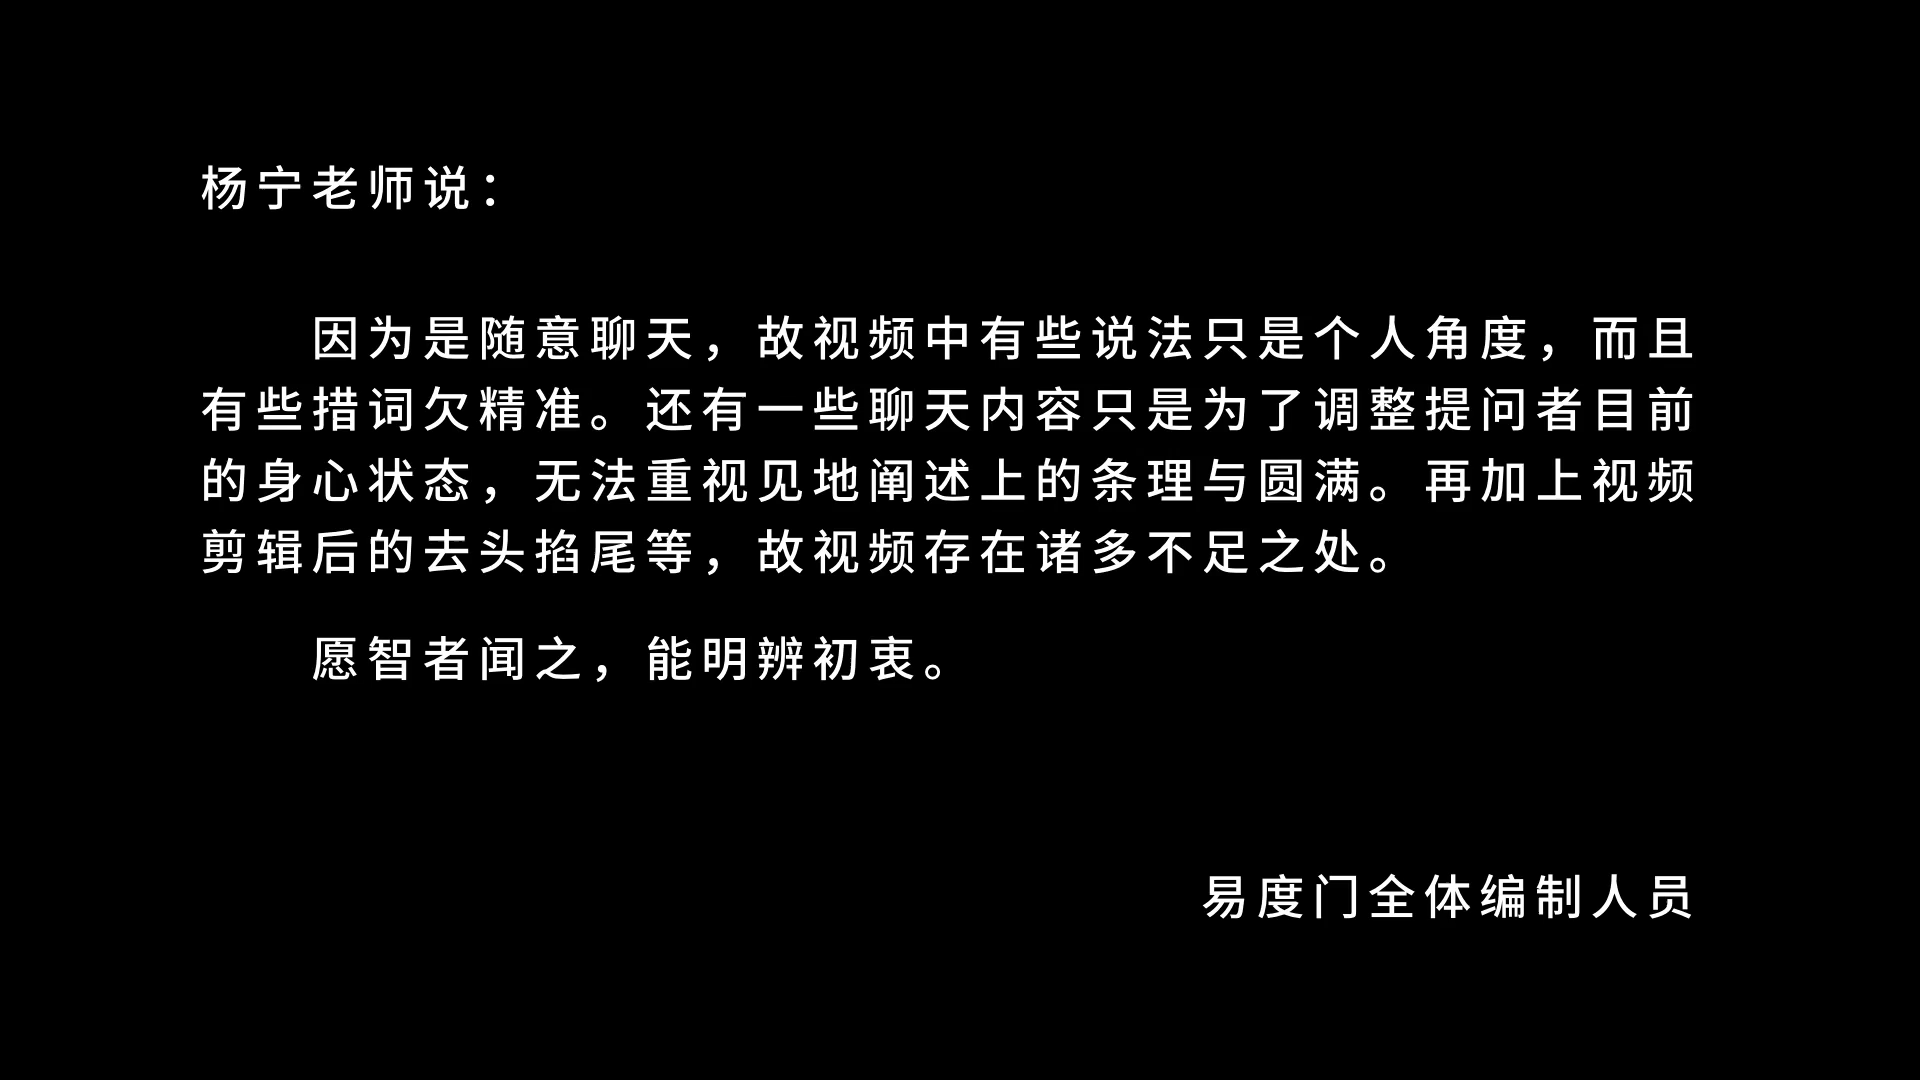 杨宁老师说：
因为是随意聊天，故视频中有些说法只是个人角度，而且
有些措词欠精准。还有一些聊天内容只是为了调整提问者目前
的身心状态，无法重视见地阐述上的条理与圆满。再加上视频
剪辑后的去头掐尾等，故视频存在诸多不足之处。
愿智者闻之，能明辨初衷。
易度门全体编制人员